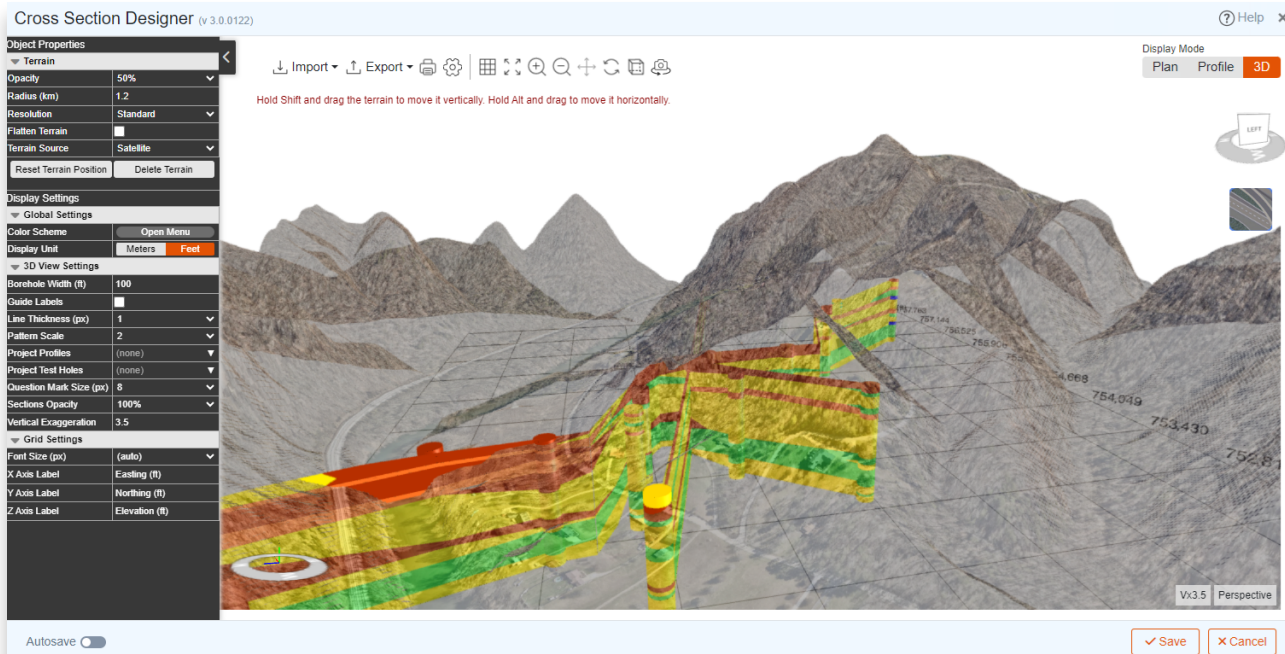 Cross Section Designer (v 3.0.0122)
Help
Object Properties
Terrain
Opacity 50%
Radius (km) 1.2
Resolution Standard
Flatten Terrain
Terrain Source Satellite
Reset Terrain Position Delete Terrain
Display Settings
Global Settings
Color Scheme Open Menu
Display Unit Meters Feet
3D View Settings
Borehole Width (ft) 100
Guide Labels
Line Thickness (px) 1
Pattern Scale 2
Project Profiles (none)
Project Test Holes (none)
Question Mark Size (px) 8
Sections Opacity 100%
Vertical Exaggeration 3.5
Grid Settings
Font Size (px) (auto)
X Axis Label Easting (ft)
Y Axis Label Northing (ft)
Z Axis Label Elevation (ft)
Import Export
Hold Shift and drag the terrain to move it vertically. Hold Alt and drag to move it horizontally.
Display Mode
Plan Profile 3D
LEFT
W
757,144
756,525
754,049
753,430
Vx3.5 Perspective
Autosave
Save Cancel